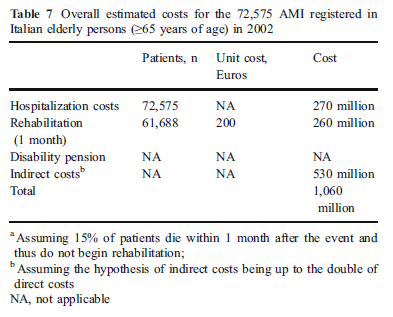 Table 7 Overall estimated costs for the 72,575 AMI registered in
Italian elderly persons (≥65 years of age) in 2002
Patients, n Unit cost, Euros Cost
Hospitalization costs 72,575 NA 270 million
Rehabilitation (1 month) 61,688 200 260 million
Disability pension NA NA NA
Indirect costsb NA NA 530 million
Total 1,060 million
a Assuming 15% of patients die within 1 month after the event and
thus do not begin rehabilitation;
b Assuming the hypothesis of indirect costs being up to the double of
direct costs
NA, not applicable